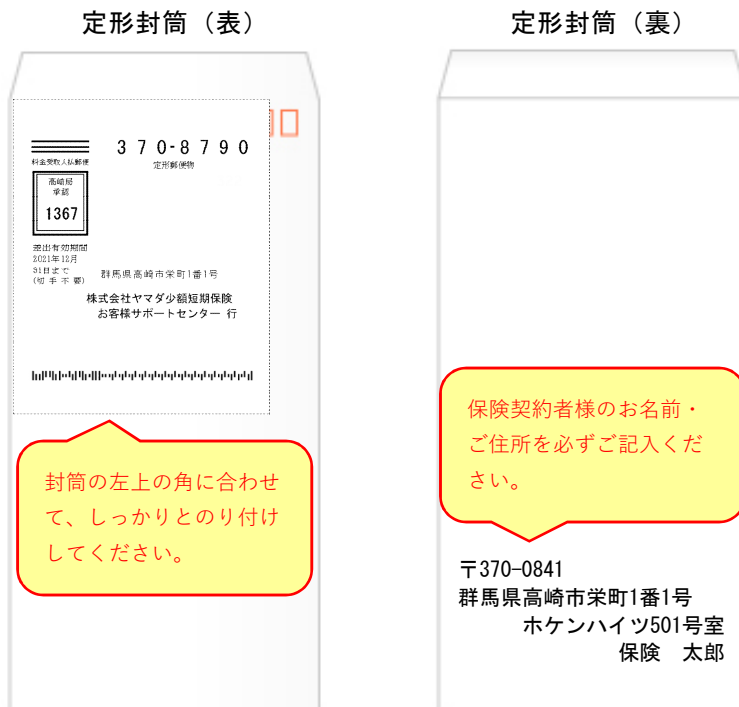 定形封筒（表）
料金受取人払郵便
370-8790
定形郵便物
高崎局
承認
1367
差出有効期間
2021年12月
31日まで
(切手不要)
群馬県高崎市栄町1番1号
株式会社ヤマダ少額短期保険
お客様サポートセンター 行
封筒の左上の角に合わせ
て、しっかりとのり付け
してください。
定形封筒（裏）
保険契約者様のお名前・
ご住所を必ずご記入くだ
さい。
〒370-0841
群馬県高崎市栄町1番1号
ホケンハイツ501号室
保険　太郎